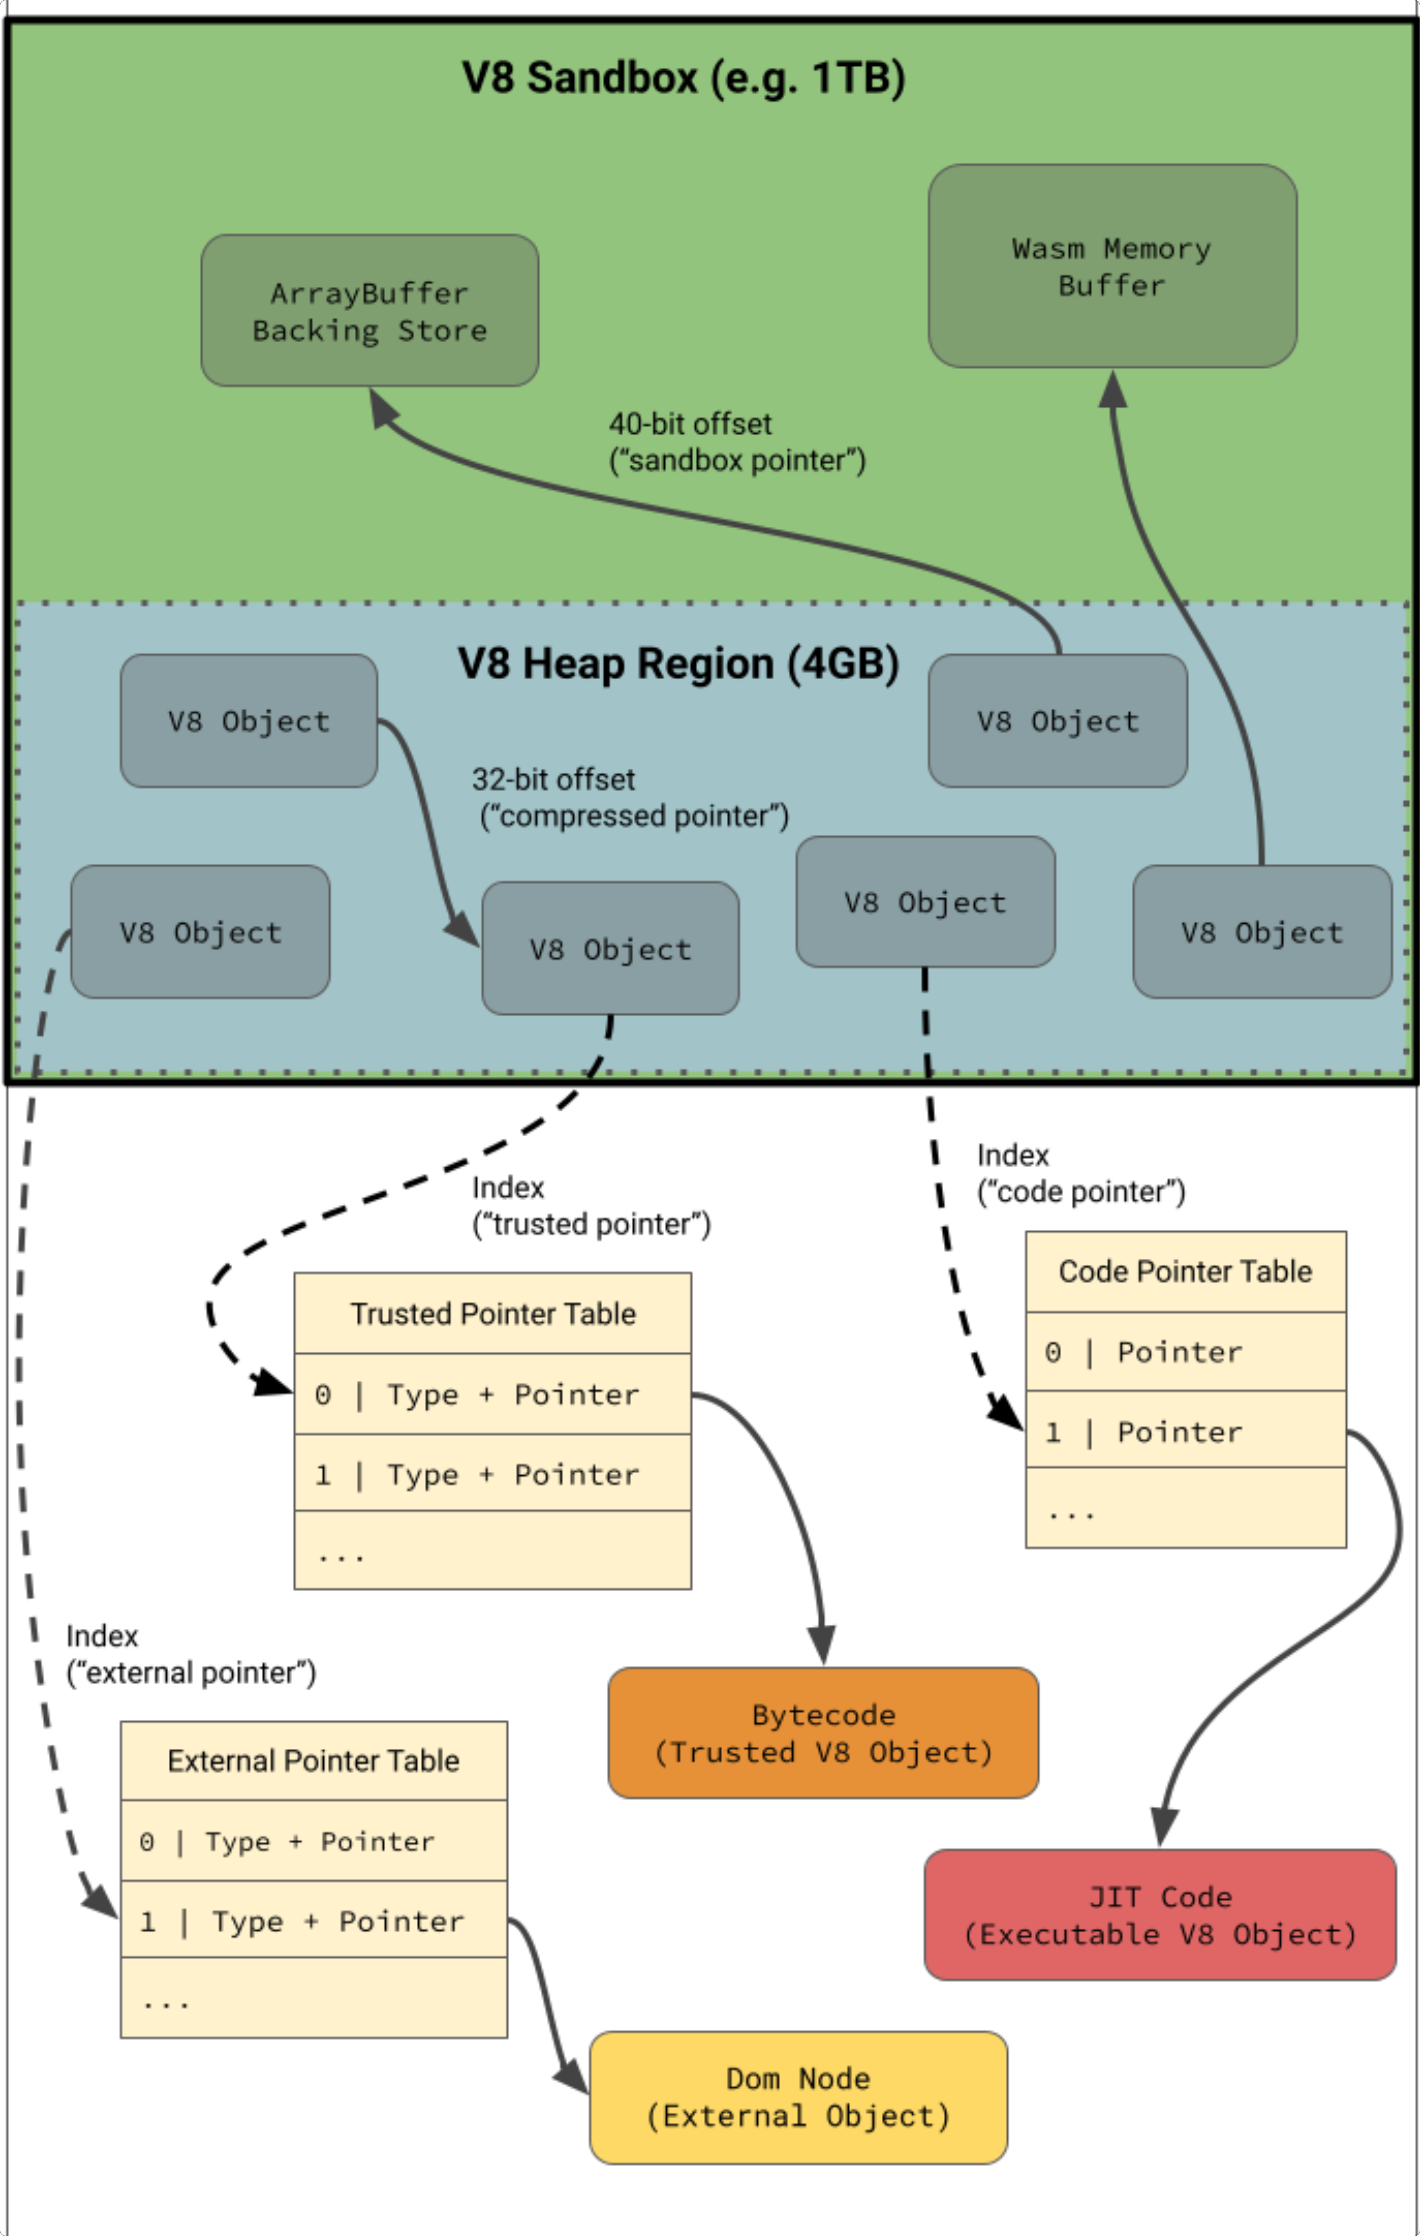 V8 Sandbox (e.g. 1TB)
Wasm Memory
Buffer
ArrayBuffer
Backing Store
40-bit offset
(“sandbox pointer”)
V8 Heap Region (4GB)
V8 Object
V8 Object
32-bit offset
(“compressed pointer”)
V8 Object
V8 Object
V8 Object
V8 Object
Index
(“code pointer”)
Index
(“trusted pointer”)
Code Pointer Table
0 | Pointer
1 | Pointer
...
Trusted Pointer Table
0 | Type + Pointer
1 | Type + Pointer
...
Index
(“external pointer”)
Bytecode
(Trusted V8 Object)
External Pointer Table
0 | Type + Pointer
1 | Type + Pointer
...
JIT Code
(Executable V8 Object)
Dom Node
(External Object)